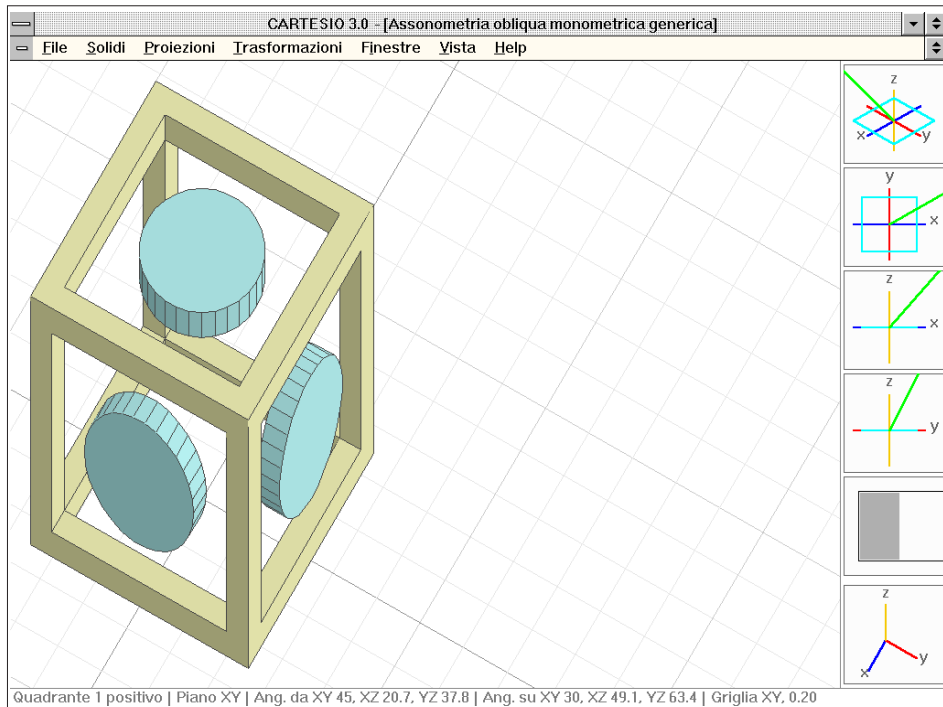 CARTESIO 3.0 - [Assonometria obliqua monometrica generica]
File Solidi Proiezioni Trasformazioni Finestre Vista Help
z
x y
y
x
z
x
z
y
z
y
x
Quadrante 1 positivo | Piano XY | Ang. da XY 45, XZ 20.7, YZ 37.8 | Ang. su XY 30, XZ 49.1, YZ 63.4 | Griglia XY, 0.20